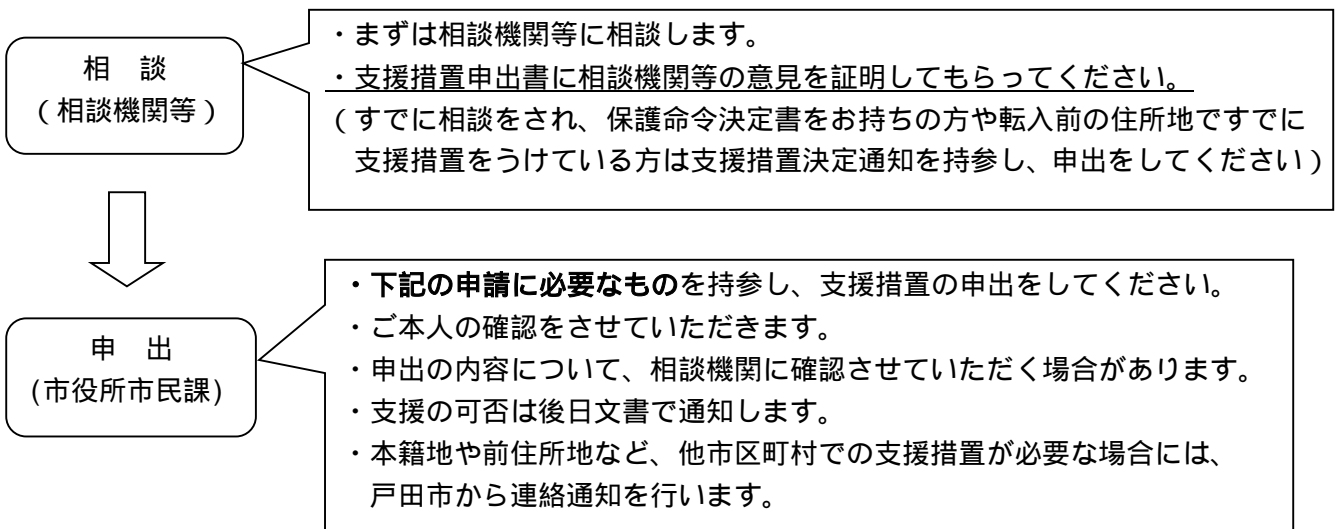 相　談
（相談機関等）
・まずは相談機関等に相談します。
・支援措置申出書に相談機関等の意見を証明してもらってください。
（すでに相談をされ、保護命令決定書をお持ちの方や転入前の住所地ですでに
支援措置をうけている方は支援措置決定通知を持参し、申出をしてください）
申　出
(市役所市民課)
・下記の申請に必要なものを持参し、支援措置の申出をしてください。
・ご本人の確認をさせていただきます。
・申出の内容について、相談機関に確認させていただく場合があります。
・支援の可否は後日文書で通知します。
・本籍地や前住所地など、他市区町村での支援措置が必要な場合には、
戸田市から連絡通知を行います。